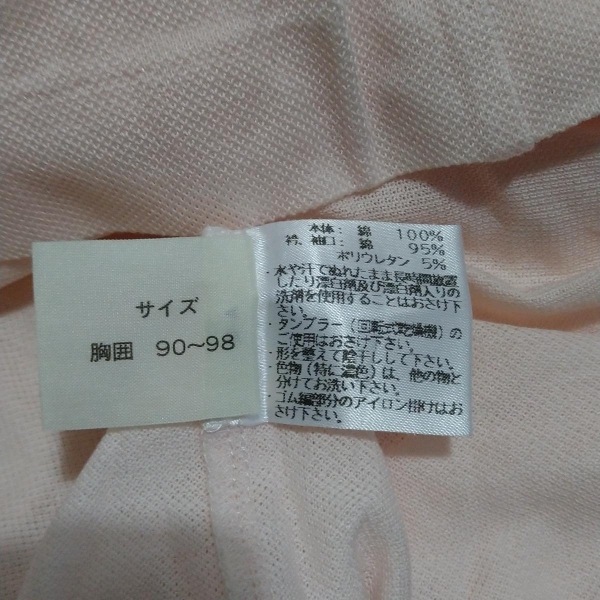 サイズ
胸囲 90〜98
本体: 綿 100%
衿、袖口: 綿 95%
ポリウレタン 5%
・水や汗でぬれたまま長時間放置
したり漂白剤及び漂白剤入りの
洗剤を使用することはおさけ下
さい。
・タンブラー(回転式乾燥機)の
ご使用はおさけ下さい。
・形を整えて陰干しして下さい。
・色物(特に濃色)は、他の物と
分けてお洗い下さい。
・ゴム編部分のアイロン掛けはお
さけ下さい。